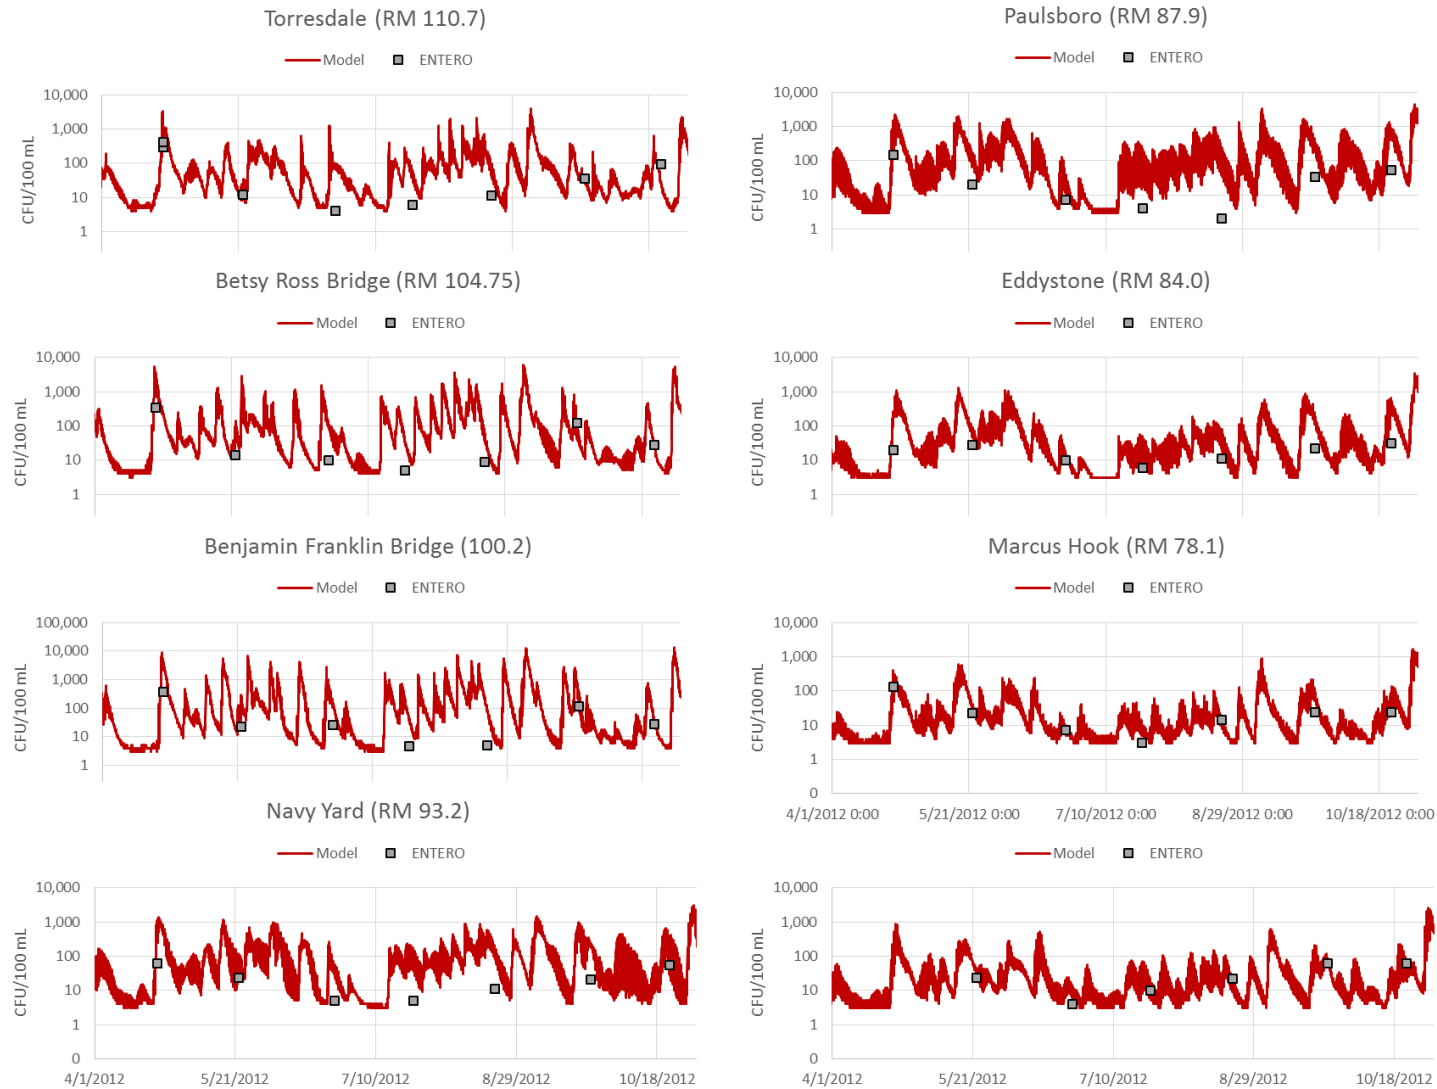 Torresdale (RM 110.7)
Model ENTERO
CFU/100 mL
10,000
1,000
100
10
1
Betsy Ross Bridge (RM 104.75)
Model ENTERO
CFU/100 mL
10,000
1,000
100
10
1
Benjamin Franklin Bridge (100.2)
Model ENTERO
CFU/100 mL
100,000
10,000
1,000
100
10
1
Navy Yard (RM 93.2)
Model ENTERO
CFU/100 mL
10,000
1,000
100
10
1
0
4/1/2012 5/21/2012 7/10/2012 8/29/2012 10/18/2012
Paulsboro (RM 87.9)
Model ENTERO
CFU/100 mL
10,000
1,000
100
10
1
Eddystone (RM 84.0)
Model ENTERO
CFU/100 mL
10,000
1,000
100
10
1
Marcus Hook (RM 78.1)
Model ENTERO
CFU/100 mL
10,000
1,000
100
10
1
0
4/1/2012 0:00 5/21/2012 0:00 7/10/2012 0:00 8/29/2012 0:00 10/18/2012 0:00
Model ENTERO
CFU/100 mL
10,000
1,000
100
10
1
0
4/1/2012 5/21/2012 7/10/2012 8/29/2012 10/18/2012